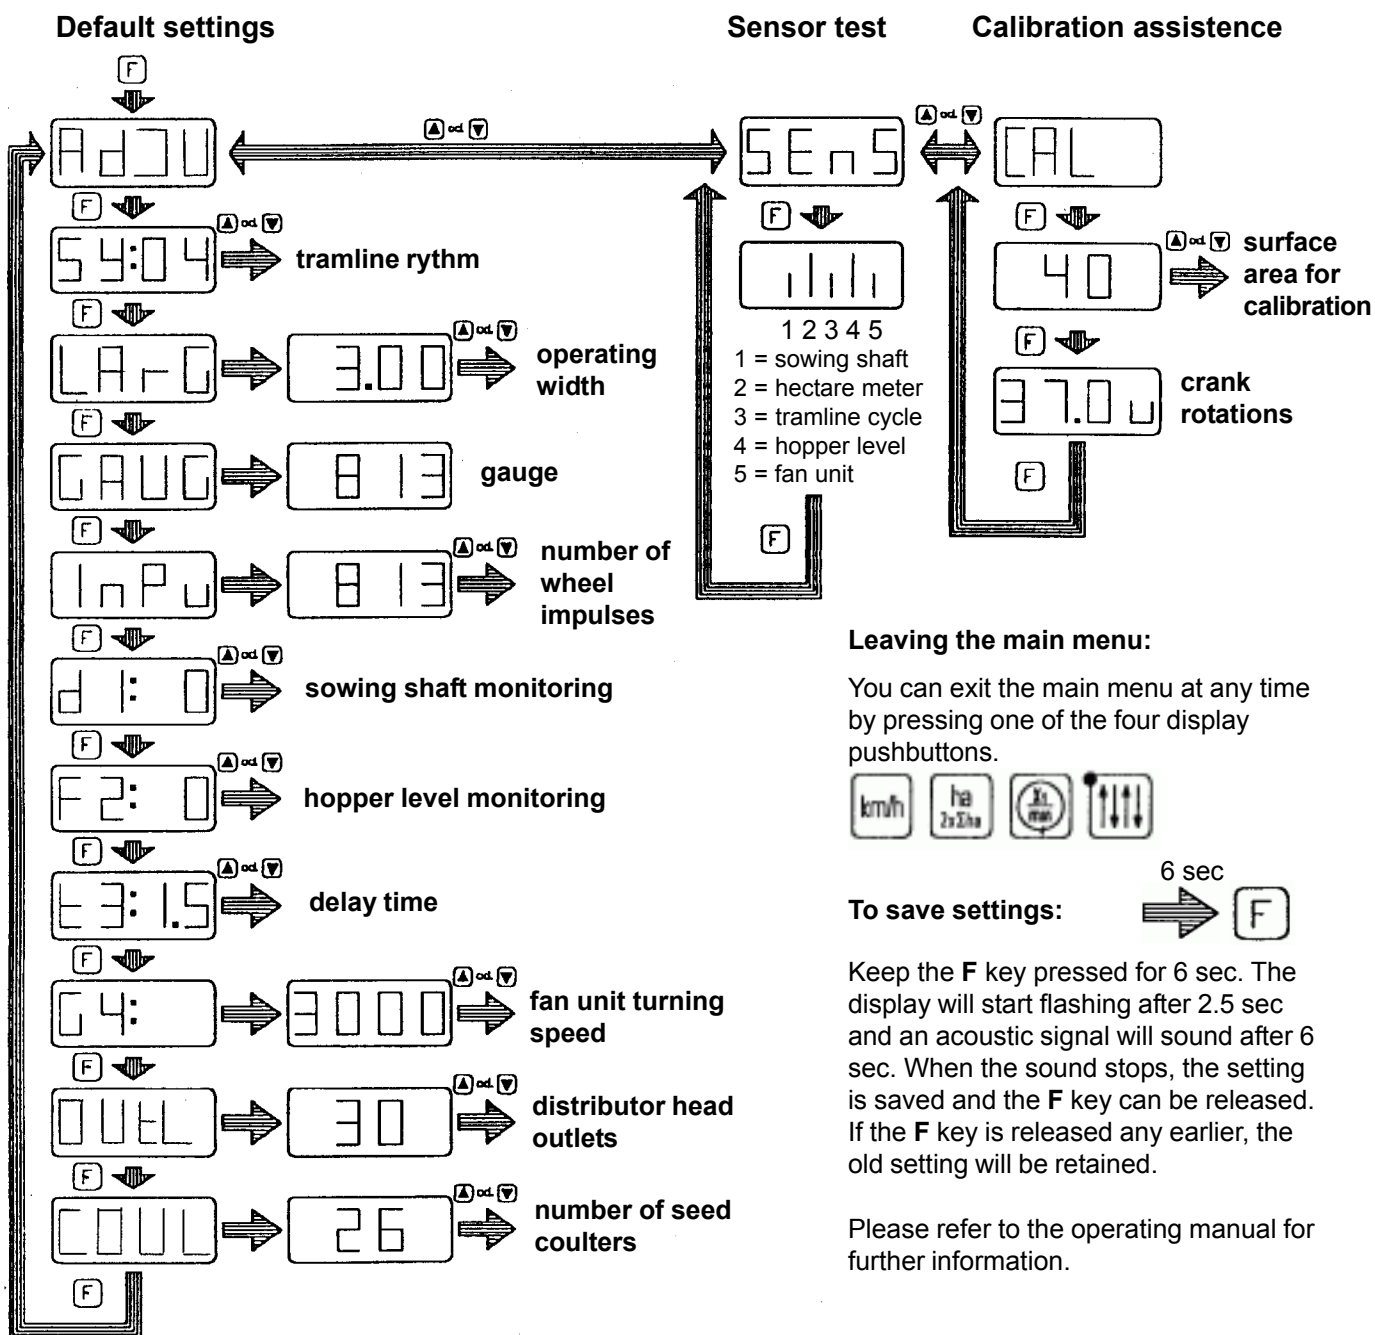 Default settings
F
AdJU
F
SY:04
tramline rythm
F
LArG
3.00
operating
width
F
GAUG
813
gauge
F
InPu
813
number of
wheel
impulses
F
d1: 0
sowing shaft monitoring
F
F2: 0
hopper level monitoring
F
t3:1.5
delay time
F
G4:
3000
fan unit turning
speed
F
OUtL
30
distributor head
outlets
F
COUL
26
number of seed
coulters
F
Sensor test
SEnS
F
1 2 3 4 5
1 = sowing shaft
2 = hectare meter
3 = tramline cycle
4 = hopper level
5 = fan unit
F
Calibration assistence
CAL
F
40
surface
area for
calibration
F
37.0 u
crank
rotations
F
Leaving the main menu:
You can exit the main menu at any time
by pressing one of the four display
pushbuttons.
km/h
ha
2xΣha
min
To save settings:
6 sec
F
Keep the F key pressed for 6 sec. The
display will start flashing after 2.5 sec
and an acoustic signal will sound after 6
sec. When the sound stops, the setting
is saved and the F key can be released.
If the F key is released any earlier, the
old setting will be retained.
Please refer to the operating manual for
further information.